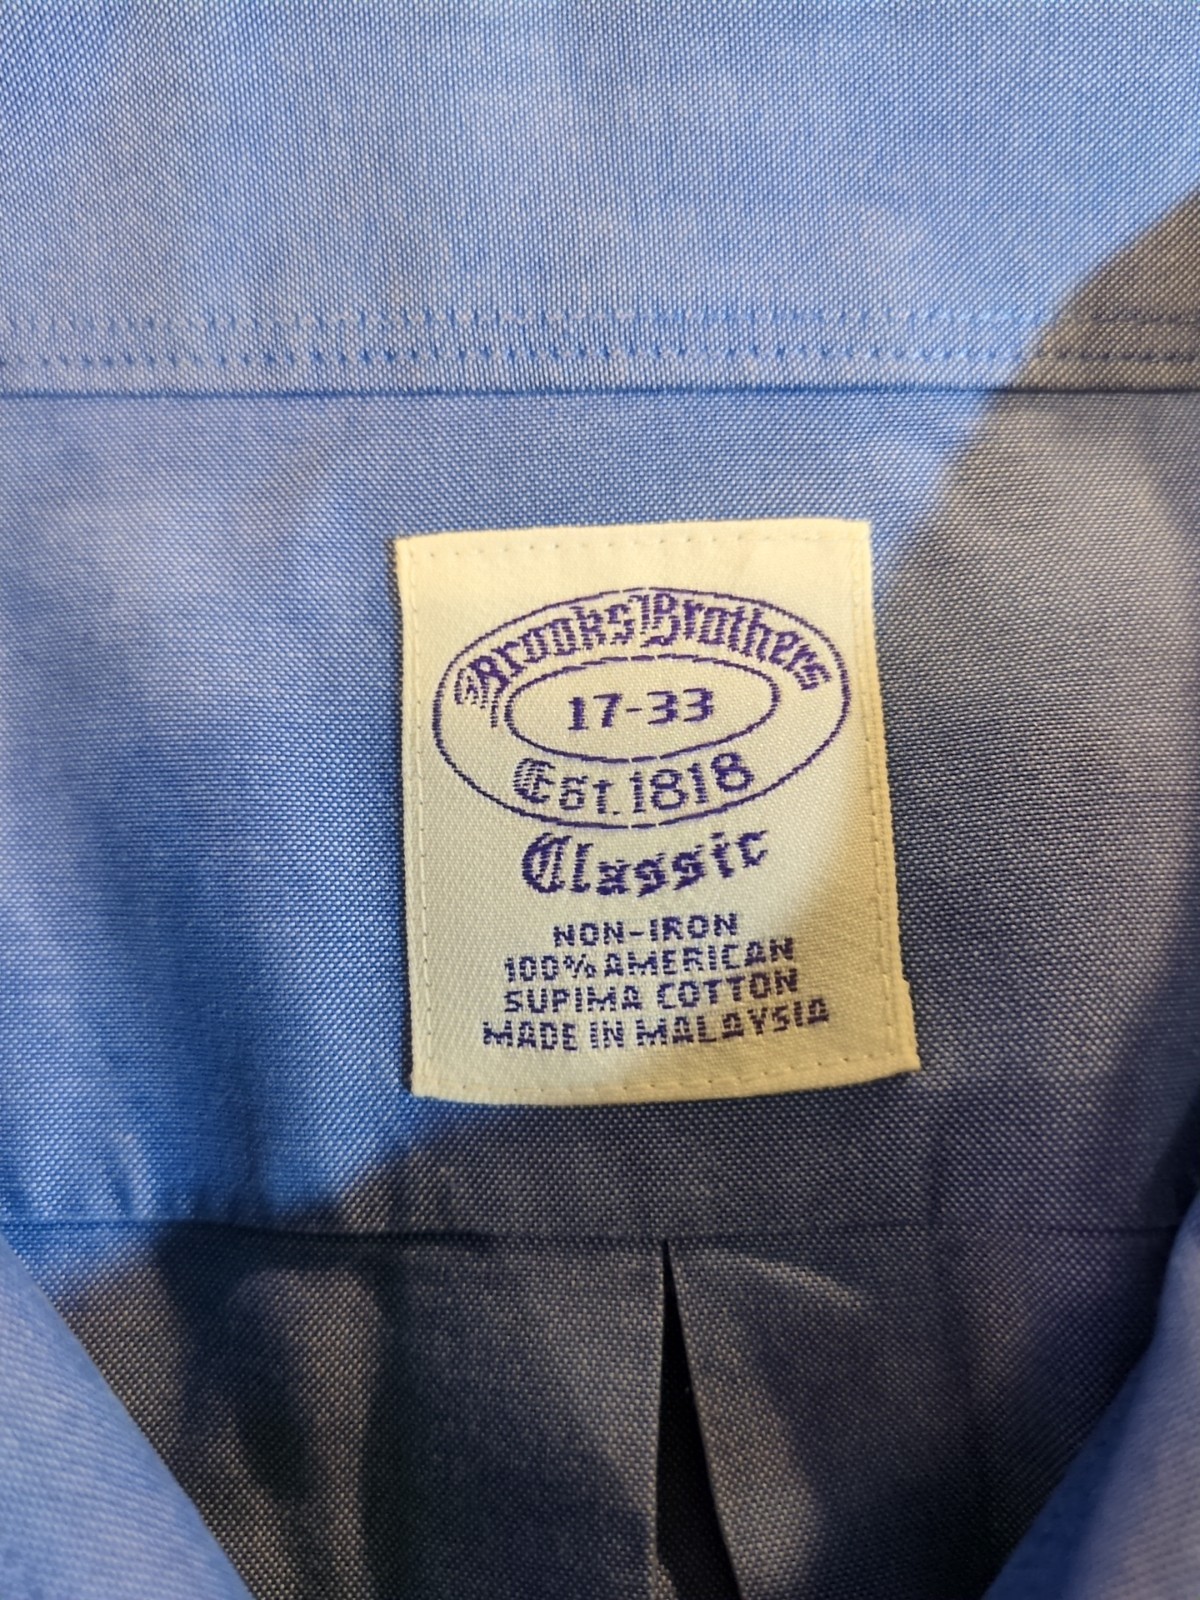 Brooks Brothers
17-33
Est. 1818
Classic
NON-IRON
100% AMERICAN
SUPIMA COTTON
MADE IN MALAYSIA